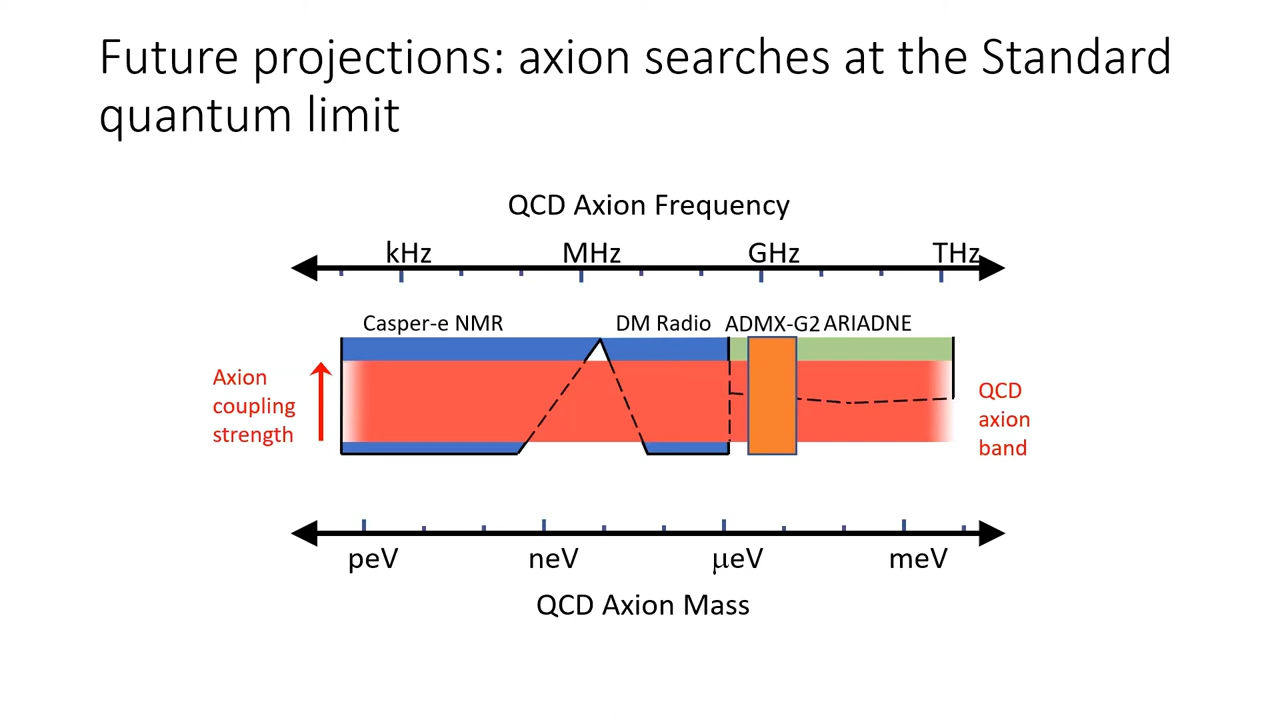 Future projections: axion searches at the Standard
quantum limit
QCD Axion Frequency
kHz MHz GHz THz
Casper-e NMR DM Radio ADMX-G2 ARIADNE
Axion
coupling
strength
QCD
axion
band
peV neV μeV meV
QCD Axion Mass